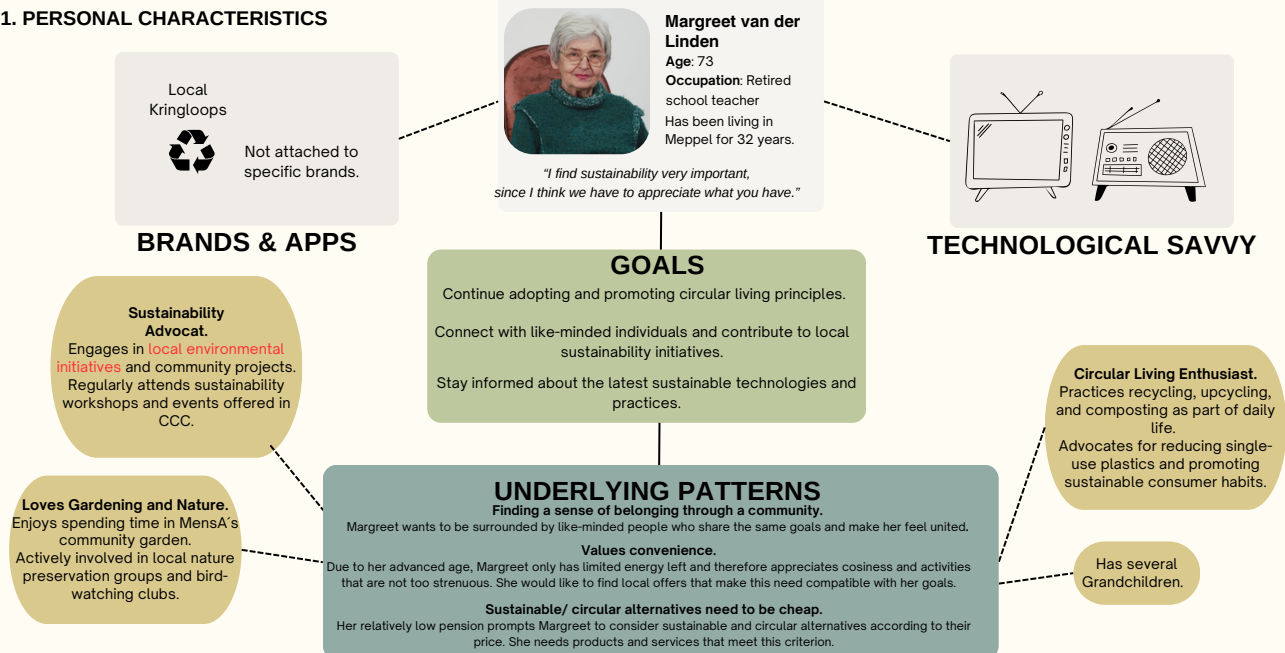 1. PERSONAL CHARACTERISTICS
Margreet van der
Linden
Age: 73
Occupation: Retired
school teacher
Has been living in
Meppel for 32 years.
“I find sustainability very important,
since I think we have to appreciate what you have.”
Local
Kringloops
Not attached to
specific brands.
BRANDS & APPS
TECHNOLOGICAL SAVVY
GOALS
Continue adopting and promoting circular living principles.
Connect with like-minded individuals and contribute to local
sustainability initiatives.
Stay informed about the latest sustainable technologies and
practices.
Sustainability
Advocat.
Engages in local environmental
initiatives and community projects.
Regularly attends sustainability
workshops and events offered in
CCC.
Circular Living Enthusiast.
Practices recycling, upcycling,
and composting as part of daily
life.
Advocates for reducing single-
use plastics and promoting
sustainable consumer habits.
Loves Gardening and Nature.
Enjoys spending time in MensA´s
community garden.
Actively involved in local nature
preservation groups and bird-
watching clubs.
UNDERLYING PATTERNS
Finding a sense of belonging through a community.
Margreet wants to be surrounded by like-minded people who share the same goals and make her feel united.
Values convenience.
Due to her advanced age, Margreet only has limited energy left and therefore appreciates cosiness and activities
that are not too strenuous. She would like to find local offers that make this need compatible with her goals.
Sustainable/ circular alternatives need to be cheap.
Her relatively low pension prompts Margreet to consider sustainable and circular alternatives according to their
price. She needs products and services that meet this criterion.
Has several
Grandchildren.